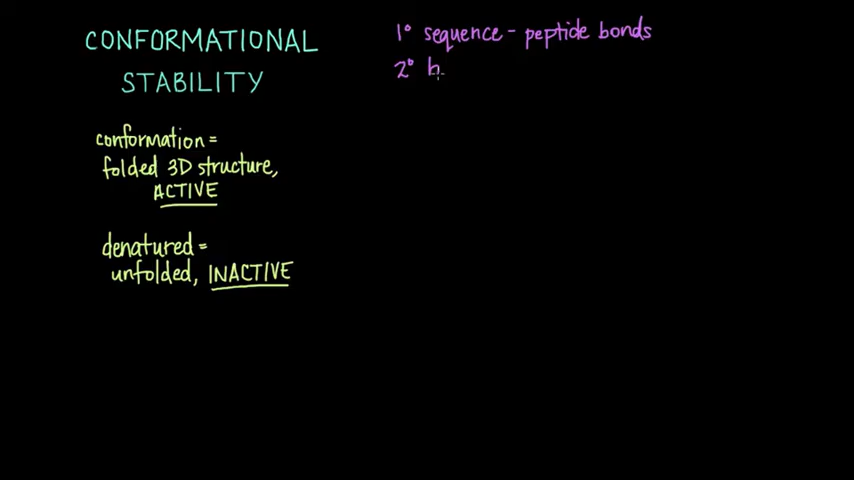 CONFORMATIONAL
STABILITY
conformation =
folded 3D structure,
ACTIVE
denatured =
unfolded, INACTIVE
1° sequence - peptide bonds
2° h